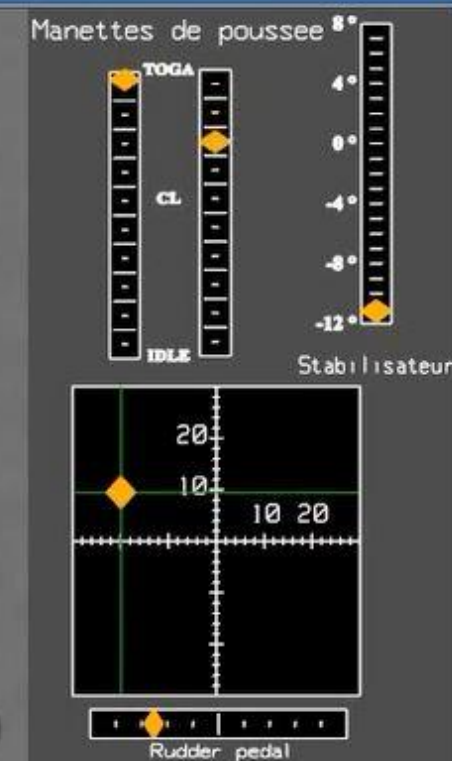 Manettes de poussee
8°
TOGA
4°
0°
CL
-4°
-8°
-12°
IDLE
Stabilisateur
20
10
10 20
Rudder pedal